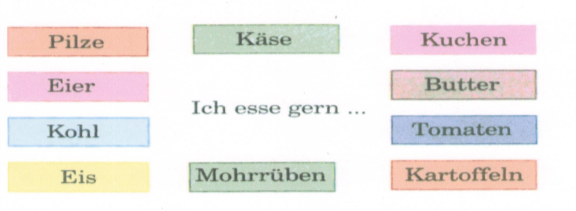 Pilze
Käse
Kuchen
Eier
Butter
Ich esse gern ...
Kohl
Tomaten
Eis
Mohrrüben
Kartoffeln